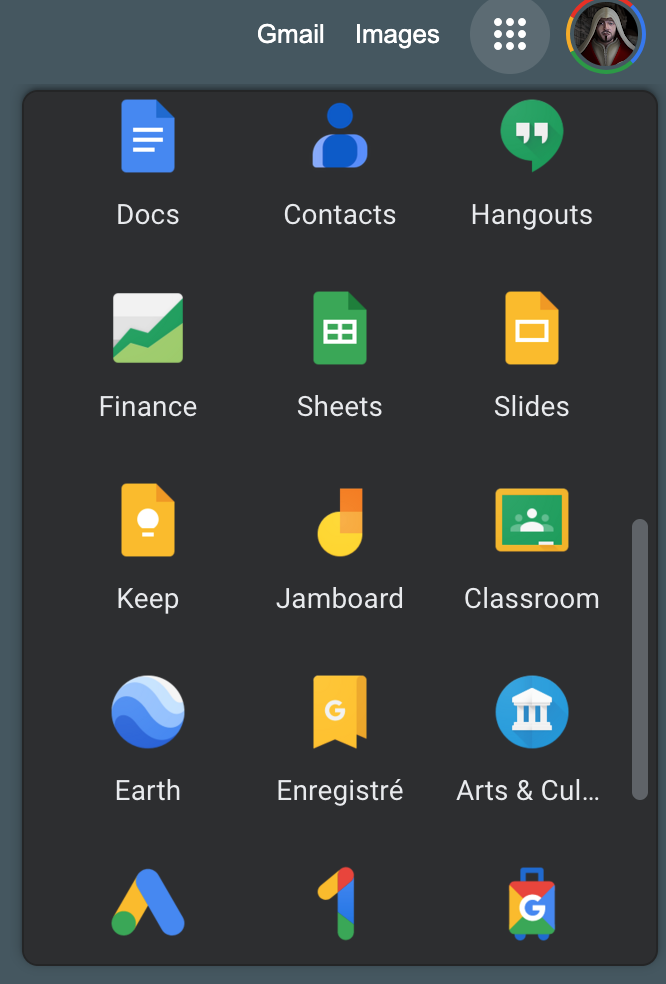 Gmail Images
Docs Contacts Hangouts
Finance Sheets Slides
Keep Jamboard Classroom
G
Earth Enregistré Arts & Cul...
G